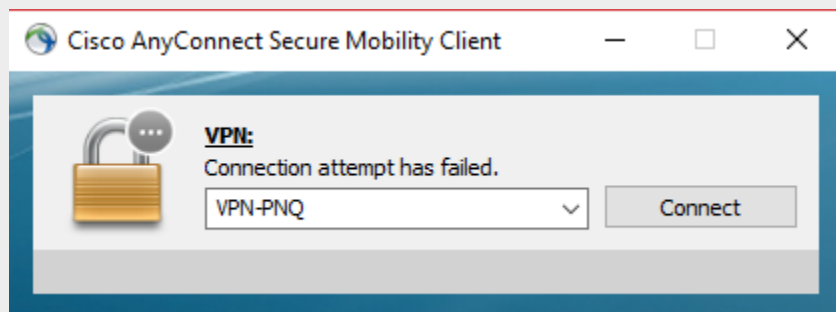 Cisco AnyConnect Secure Mobility Client
VPN:
Connection attempt has failed.
VPN-PNQ
Connect